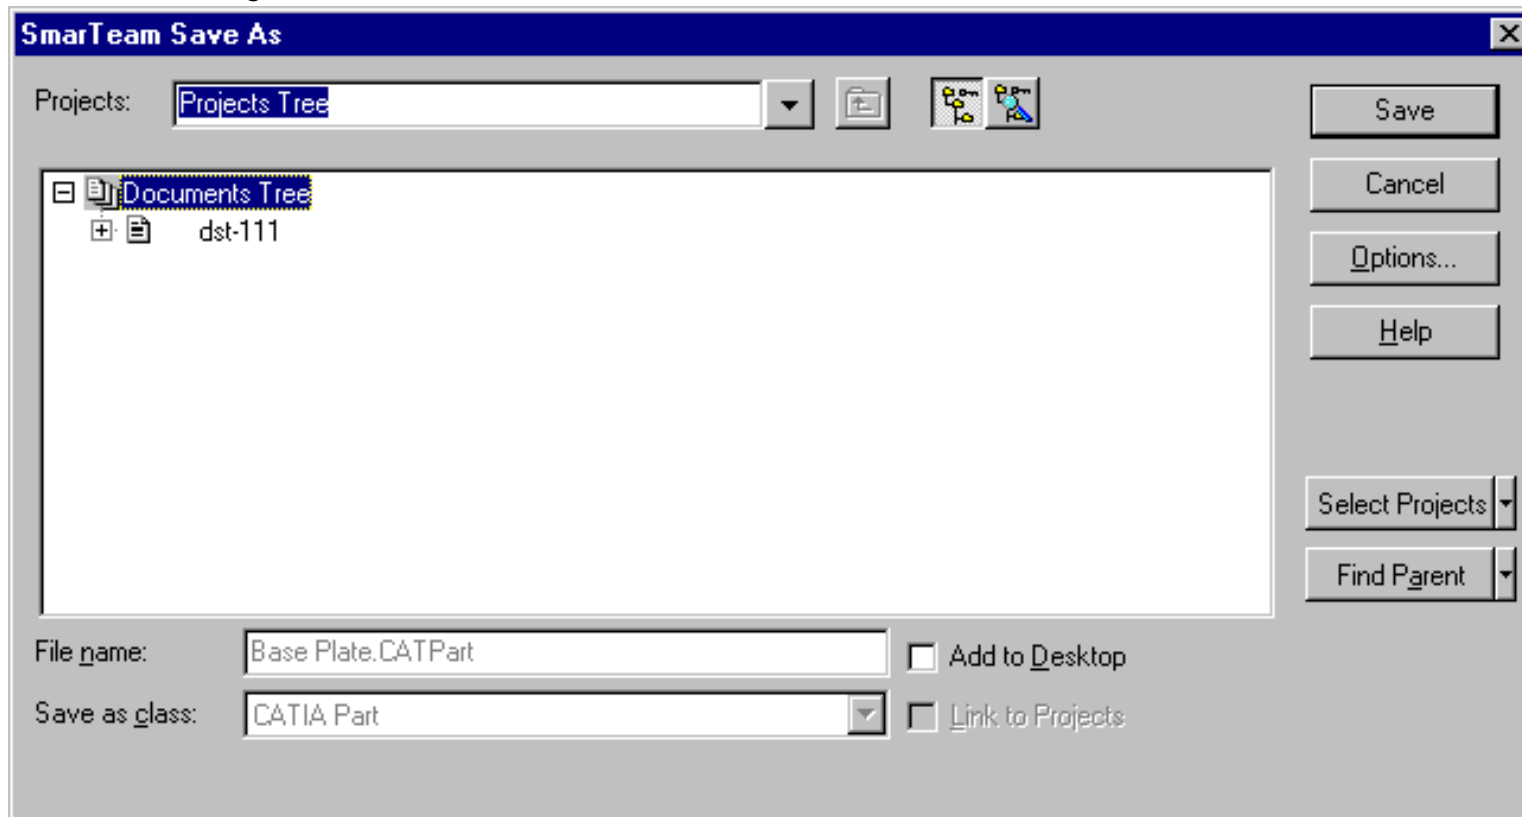 SmarTeam Save As
Projects: Projects Tree
Save
Documents Tree
Cancel
dst-111
Options...
Help
Select Projects
Find Parent
File name: Base Plate.CATPart
Add to Desktop
Save as class: CATIA Part
Link to Projects